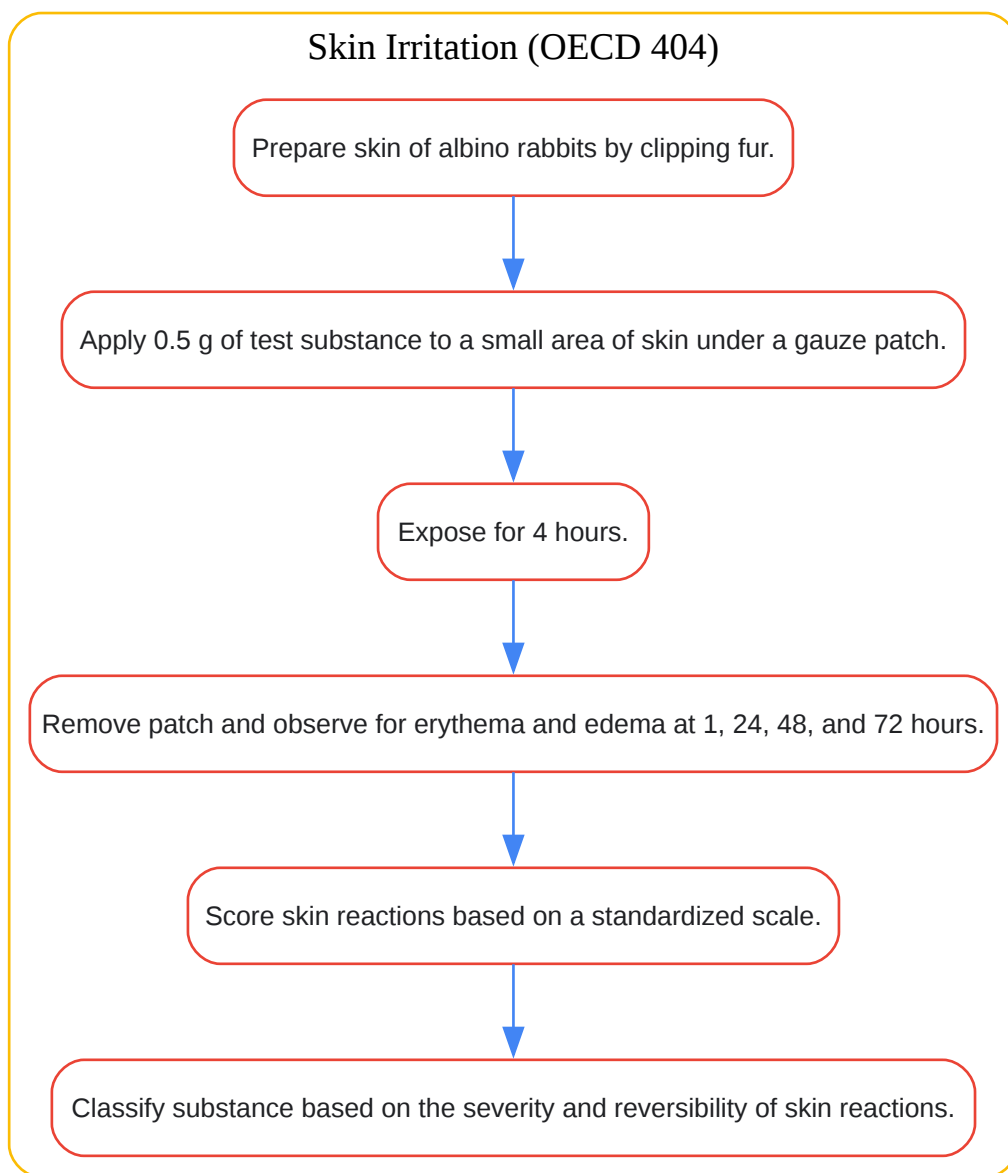 Skin Irritation (OECD 404)
Prepare skin of albino rabbits by clipping fur.
Apply 0.5 g of test substance to a small area of skin under a gauze patch.
Expose for 4 hours.
Remove patch and observe for erythema and edema at 1, 24, 48, and 72 hours.
Score skin reactions based on a standardized scale.
Classify substance based on the severity and reversibility of skin reactions.